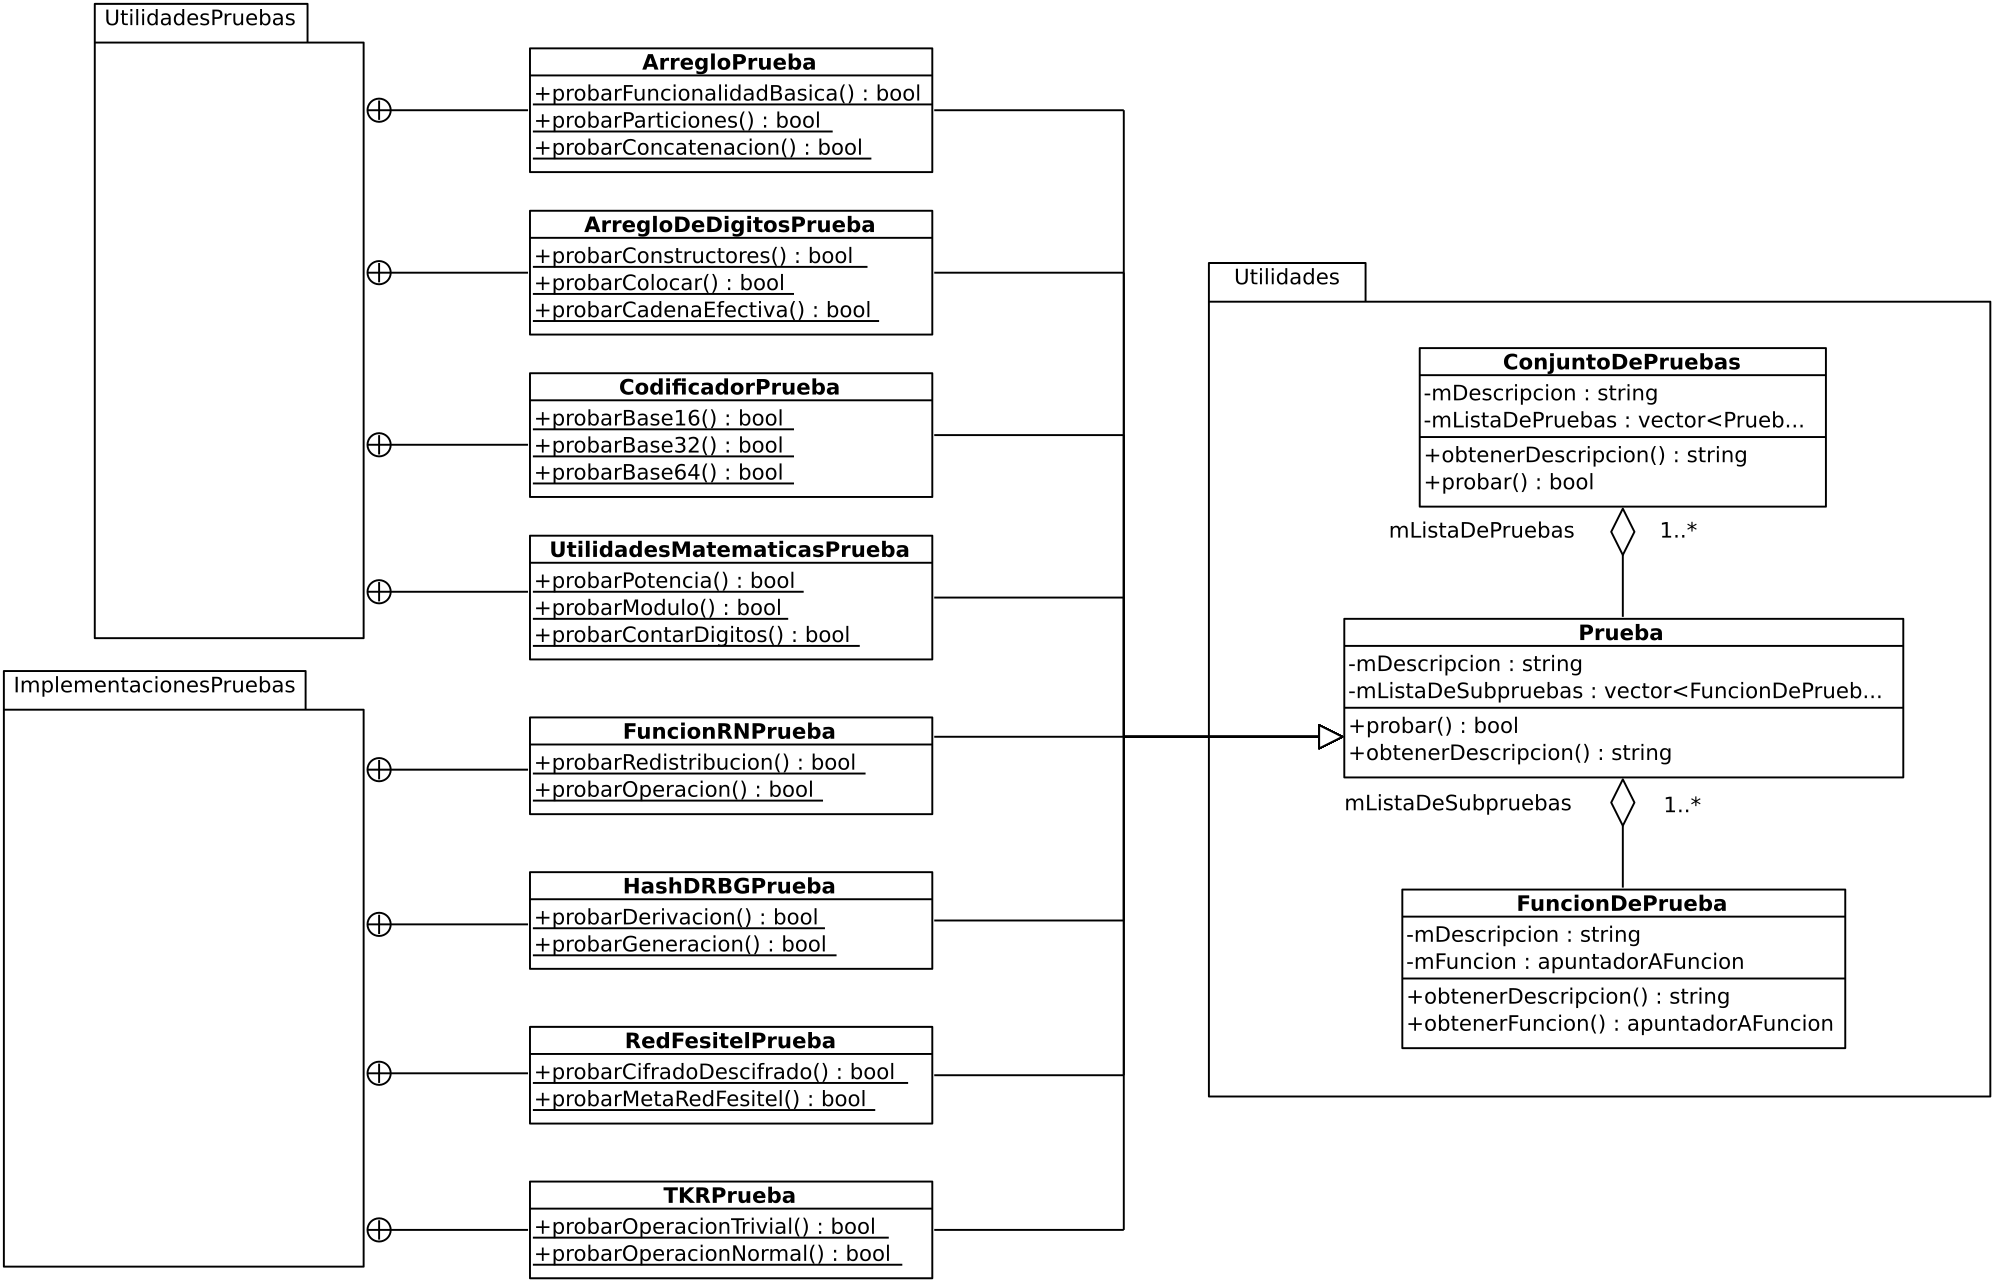 UtilidadesPruebas
ArregloPrueba
+probarFuncionalidadBasica() : bool
+probarParticiones() : bool
+probarConcatenacion() : bool
ArregloDeDigitosPrueba
+probarConstructores() : bool
+probarColocar() : bool
+probarCadenaEfectiva() : bool
CodificadorPrueba
+probarBase16() : bool
+probarBase32() : bool
+probarBase64() : bool
UtilidadesMatematicasPrueba
+probarPotencia() : bool
+probarModulo() : bool
+probarContarDigitos() : bool
ImplementacionesPruebas
FuncionRNPrueba
+probarRedistribucion() : bool
+probarOperacion() : bool
HashDRBGPrueba
+probarDerivacion() : bool
+probarGeneracion() : bool
RedFesitelPrueba
+probarCifradoDescifrado() : bool
+probarMetaRedFesitel() : bool
TKRPrueba
+probarOperacionTrivial() : bool
+probarOperacionNormal() : bool
Utilidades
ConjuntoDePruebas
-mDescripcion : string
-mListaDePruebas : vector<Prueb...
+obtenerDescripcion() : string
+probar() : bool
mListaDePruebas 1..*
Prueba
-mDescripcion : string
-mListaDeSubpruebas : vector<FuncionDePrueb...
+probar() : bool
+obtenerDescripcion() : string
mListaDeSubpruebas 1..*
FuncionDePrueba
-mDescripcion : string
-mFuncion : apuntadorAFuncion
+obtenerDescripcion() : string
+obtenerFuncion() : apuntadorAFuncion